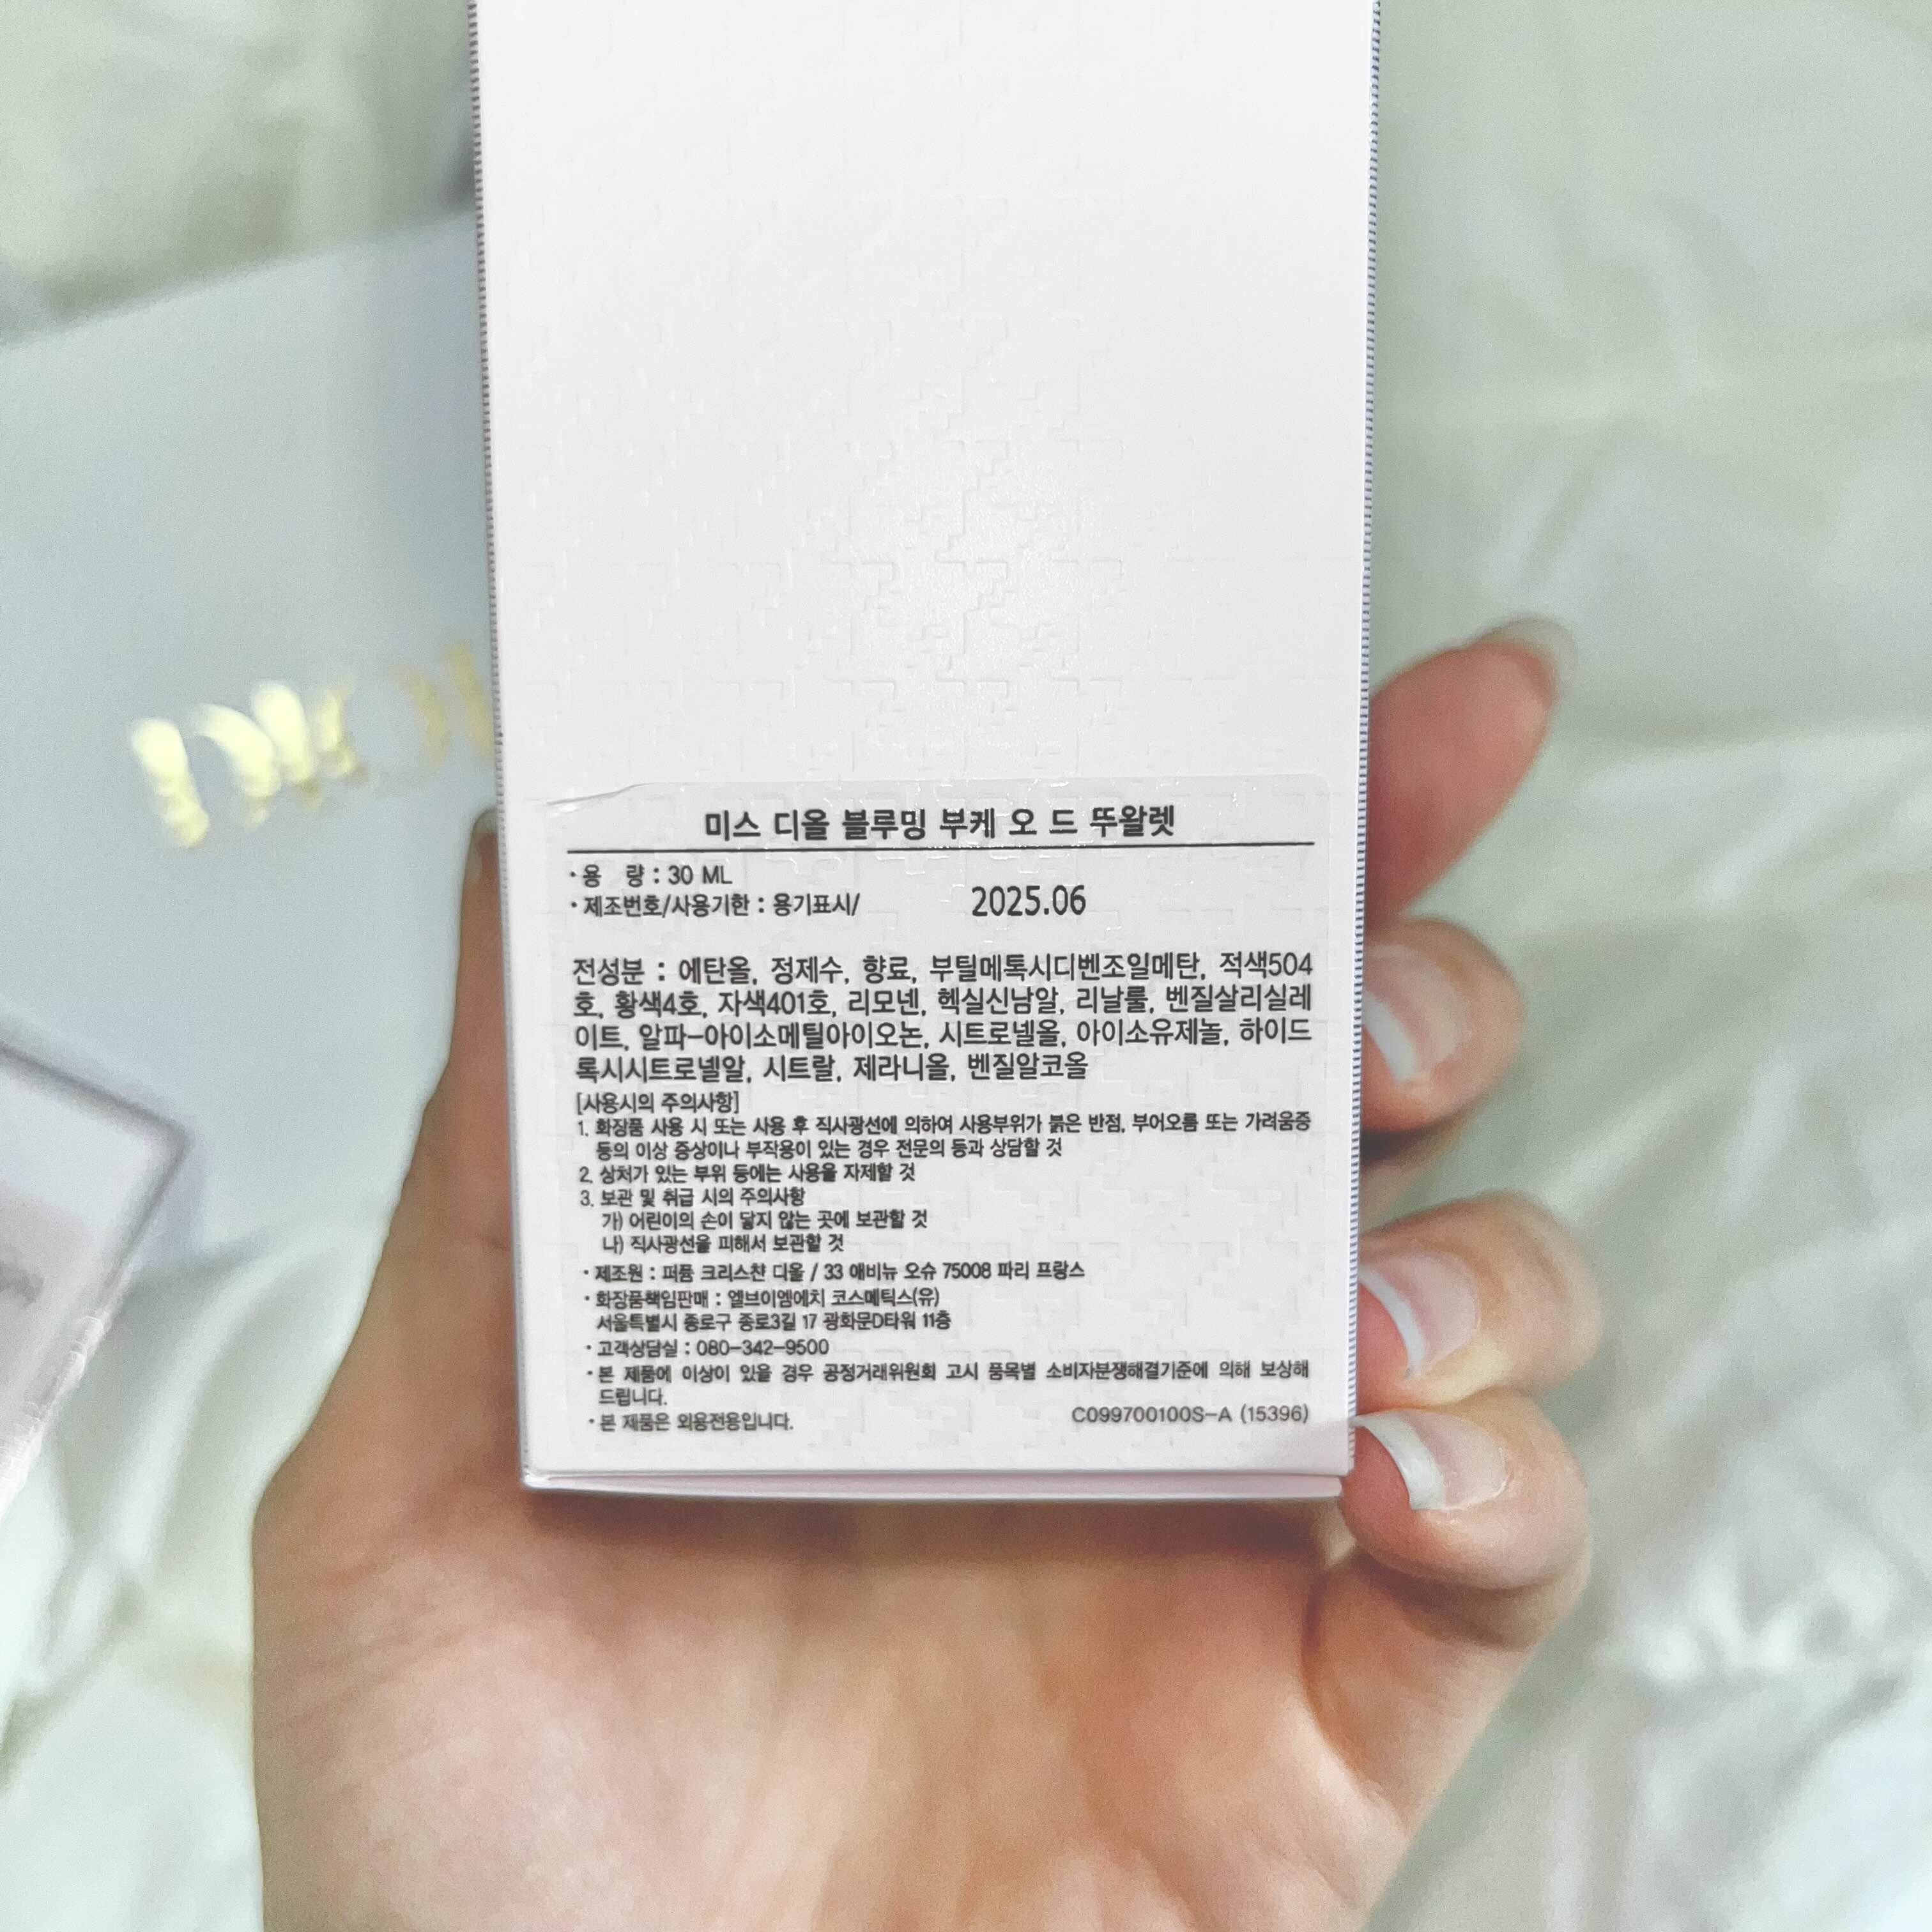 DIOR
미스 디올 블루밍 부케 오 드 뚜왈렛
· 용 량 : 30 ML
· 제조번호/사용기한 : 용기표시/ 2025.06
전성분 : 에탄올, 정제수, 향료, 부틸메톡시디벤조일메탄, 적색504
호, 황색4호, 자색401호, 리모넨, 헥실신남알, 리날룰, 벤질살리실레
이트, 알파-아이소메틸아이오논, 시트로넬올, 아이소유제놀, 하이드
록시시트로넬알, 시트랄, 제라니올, 벤질알코올
[사용시의 주의사항]
1. 화장품 사용 시 또는 사용 후 직사광선에 의하여 사용부위가 붉은 반점, 부어오름 또는 가려움증
등의 이상 증상이나 부작용이 있는 경우 전문의 등과 상담할 것
2. 상처가 있는 부위 등에는 사용을 자제할 것
3. 보관 및 취급 시의 주의사항
가) 어린이의 손이 닿지 않는 곳에 보관할 것
나) 직사광선을 피해서 보관할 것
· 제조원 : 퍼퓸 크리스챤 디올 / 33 애비뉴 오슈 75008 파리 프랑스
· 화장품책임판매 : 엘브이엠에치 코스메틱스(유)
서울특별시 종로구 종로3길 17 광화문D타워 11층
· 고객상담실 : 080-342-9500
· 본 제품에 이상이 있을 경우 공정거래위원회 고시 품목별 소비자분쟁해결기준에 의해 보상해
드립니다.
· 본 제품은 외용전용입니다. C099700100S-A (15396)